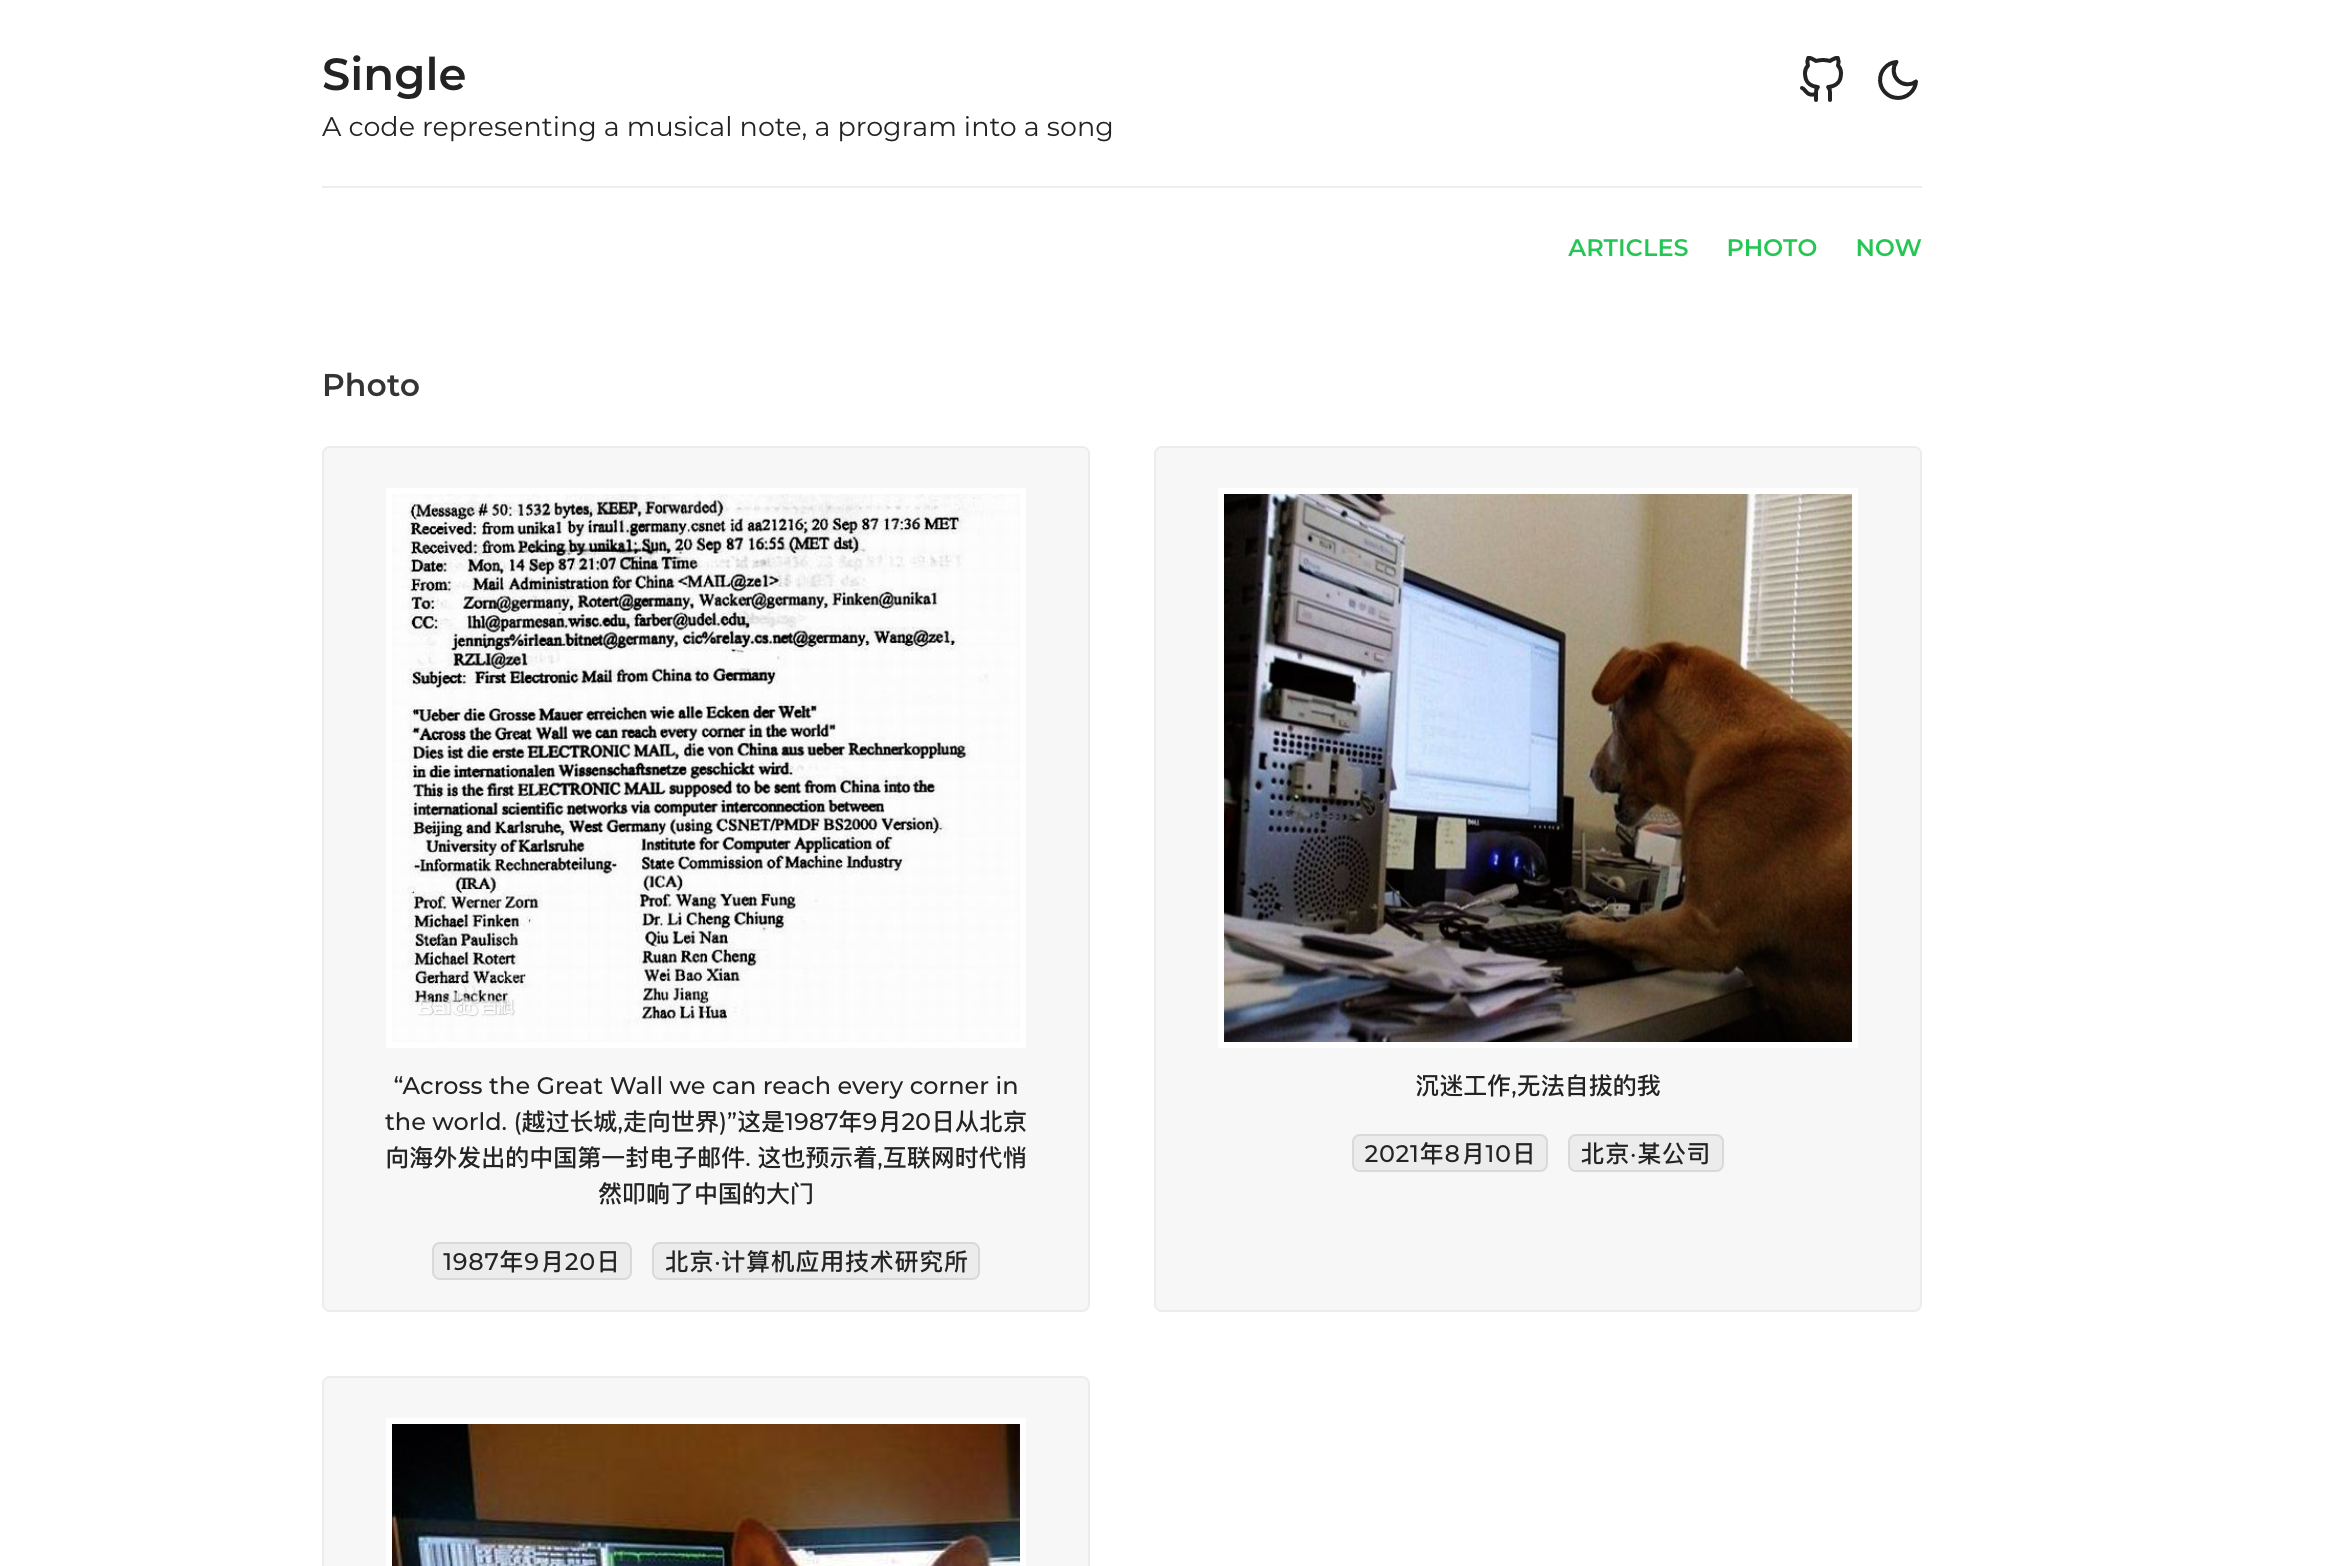 Single
A code representing a musical note, a program into a song
ARTICLES PHOTO NOW
Photo
(Message # 50: 1532 bytes, KEEP, Forwarded)
Received: from unika1 by iraul1.germany.csnet id aa21216; 20 Sep 87 17:36 MET
Received: from Peking by unika1; Sun, 20 Sep 87 16:55 (MET dst)
Date: Mon, 14 Sep 87 21:07 China Time
From: Mail Administration for China <MAIL@ze1>
To: Zorn@germany, Rotert@germany, Wacker@germany, Finken@unika1
CC: lhl@parmesan.wisc.edu, farber@udel.edu,
jennings%irlean.bitnet@germany, cic%relay.cs.net@germany, Wang@ze1,
RZLI@ze1
Subject: First Electronic Mail from China to Germany
"Ueber die Grosse Mauer erreichen wie alle Ecken der Welt"
"Across the Great Wall we can reach every corner in the world"
Dies ist die erste ELECTRONIC MAIL, die von China aus ueber Rechnerkopplung
in die internationalen Wissenschaftsnetze geschickt wird.
This is the first ELECTRONIC MAIL supposed to be sent from China into the
international scientific networks via computer interconnection between
Beijing and Karlsruhe, West Germany (using CSNET/PMDF BS2000 Version).
University of Karlsruhe Institute for Computer Application of
-Informatik Rechnerabteilung- State Commission of Machine Industry
(IRA) (ICA)
Prof. Werner Zorn Prof. Wang Yuen Fung
Michael Finken Dr. Li Cheng Chiung
Stefan Paulisch Qiu Lei Nan
Michael Rotert Ruan Ren Cheng
Gerhard Wacker Wei Bao Xian
Hans Lackner Zhu Jiang
Zhao Li Hua
Bai百科
“Across the Great Wall we can reach every corner in
the world. (越过长城,走向世界)”这是1987年9月20日从北京
向海外发出的中国第一封电子邮件. 这也预示着,互联网时代悄
然叩响了中国的大门
1987年9月20日 北京·计算机应用技术研究所
DELL
沉迷工作,无法自拔的我
2021年8月10日 北京·某公司